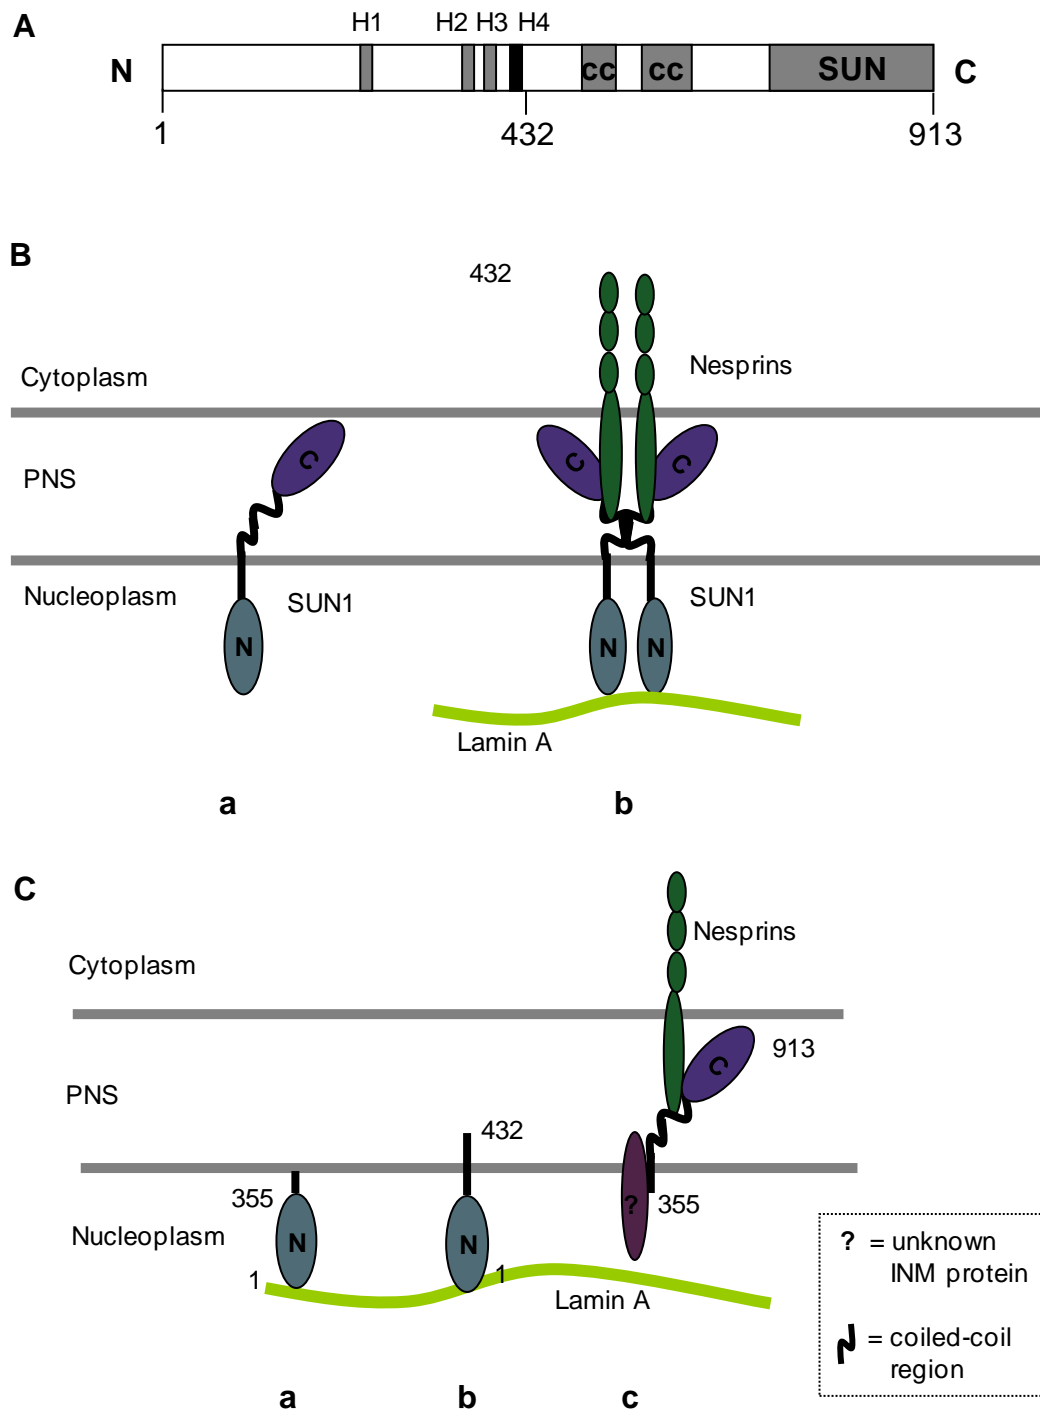 A
H1 H2 H3 H4
N cc cc SUN C
1 432 913
B
432
Nesprins
Cytoplasm
C C C
PNS
Nucleoplasm
SUN1 SUN1
N N N
Lamin A
a b
C
Nesprins
Cytoplasm
913
C
PNS
432
355 ? 355
Nucleoplasm N N
1 1
Lamin A
? = unknown
INM protein
= coiled-coil
region
a b c